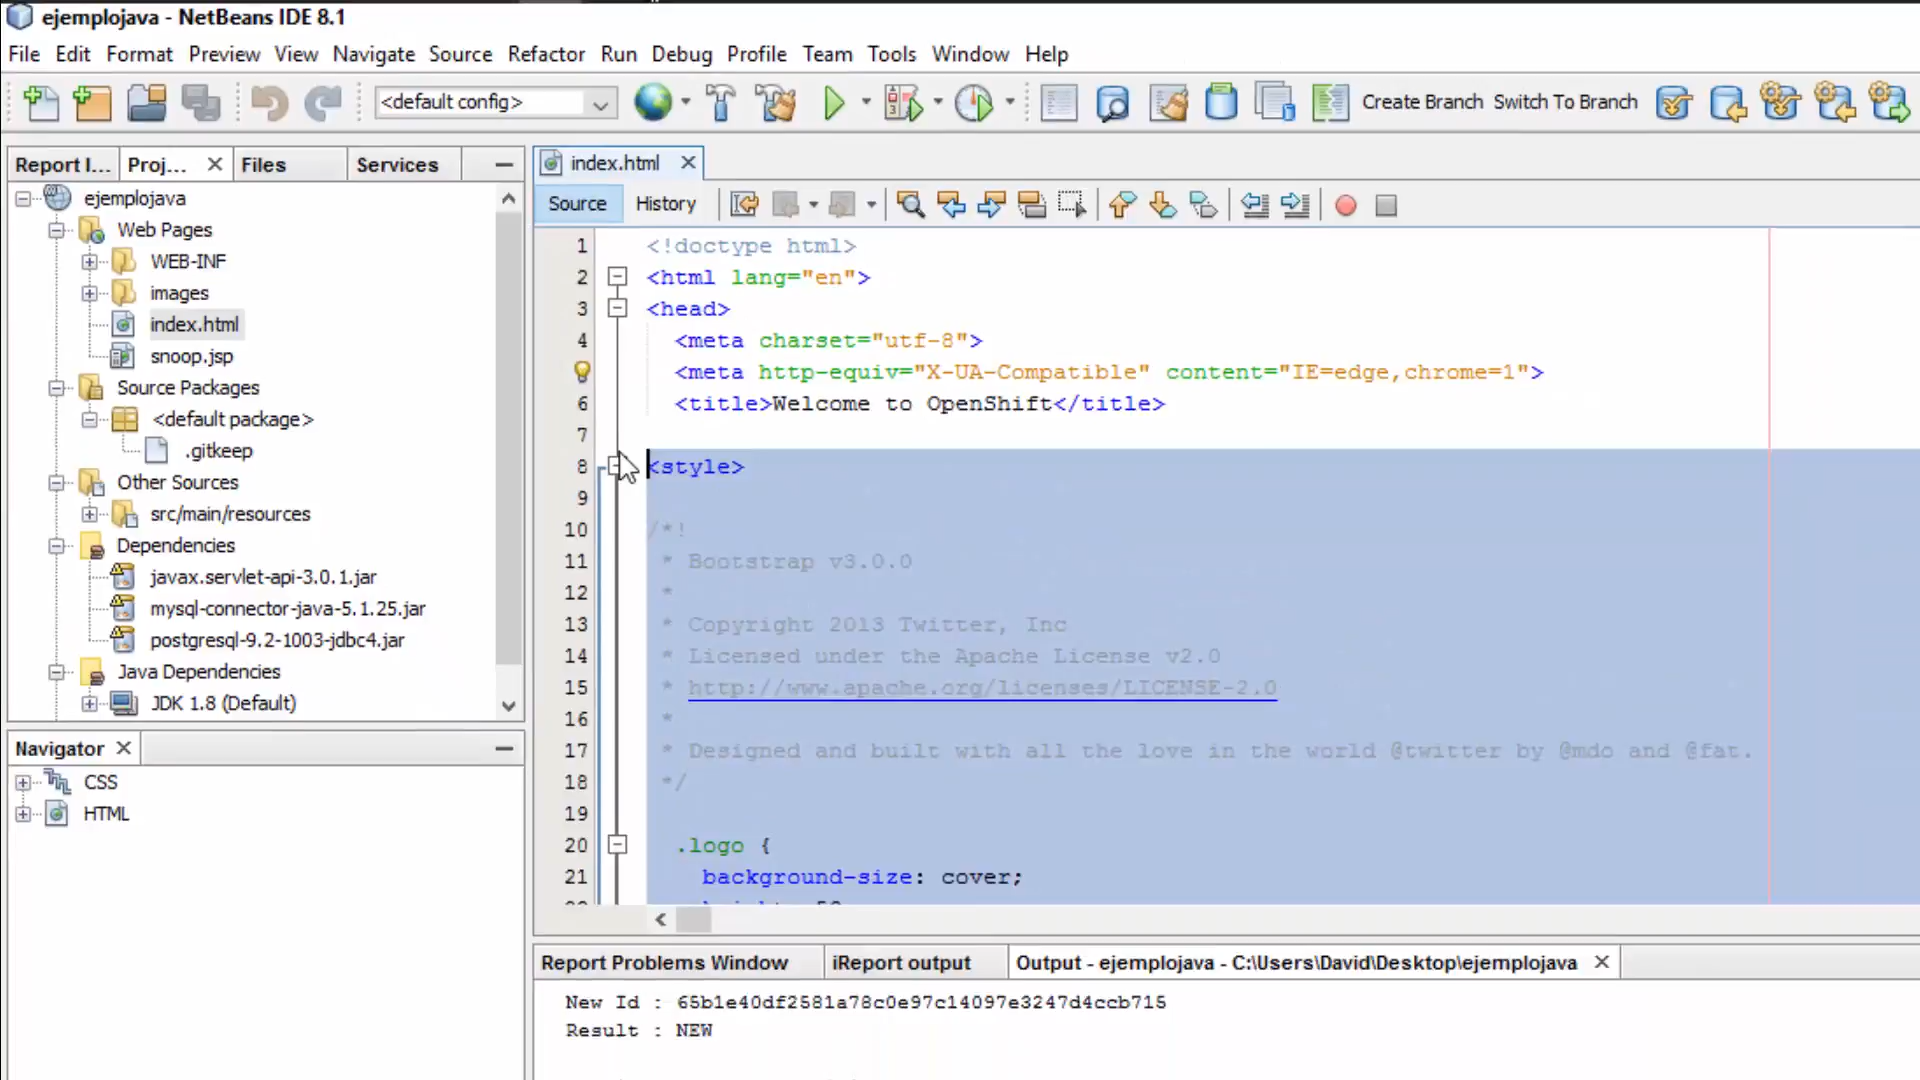 ejemplojava - NetBeans IDE 8.1
File Edit Format Preview View Navigate Source Refactor Run Debug Profile Team Tools Window Help
<default config> Create Branch Switch To Branch
Report I... Proj... Files Services
ejemplojava
Web Pages
WEB-INF
images
index.html
snoop.jsp
Source Packages
<default package>
.gitkeep
Other Sources
src/main/resources
Dependencies
javax.servlet-api-3.0.1.jar
mysql-connector-java-5.1.25.jar
postgresql-9.2-1003-jdbc4.jar
Java Dependencies
JDK 1.8 (Default)
Navigator
CSS
HTML
index.html
Source History
1 <!doctype html>
2 <html lang="en">
3 <head>
4 <meta charset="utf-8">
<meta http-equiv="X-UA-Compatible" content="IE=edge,chrome=1">
6 <title>Welcome to OpenShift</title>
7
8 <style>
9
10 /*!
11 * Bootstrap v3.0.0
12 *
13 * Copyright 2013 Twitter, Inc
14 * Licensed under the Apache License v2.0
15 * http://www.apache.org/licenses/LICENSE-2.0
16 *
17 * Designed and built with all the love in the world @twitter by @mdo and @fat.
18 */
19
20 .logo {
21 background-size: cover;
Report Problems Window iReport output Output - ejemplojava - C:\Users\David\Desktop\ejemplojava
New Id : 65b1e40df2581a78c0e97c14097e3247d4ccb715
Result : NEW